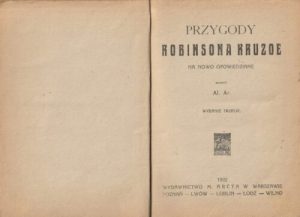 PRZYGODY
ROBINSONA KRUZOE
NA NOWO OPOWIEDZIANE
PRZEZ
Al. Ar.
WYDANIE
1922
WYDAWNICTWO M. ARCTA W WARSZAWIE
POZNAŃ — LWÓW — LUBLIN — ŁÓDŹ — WILNO